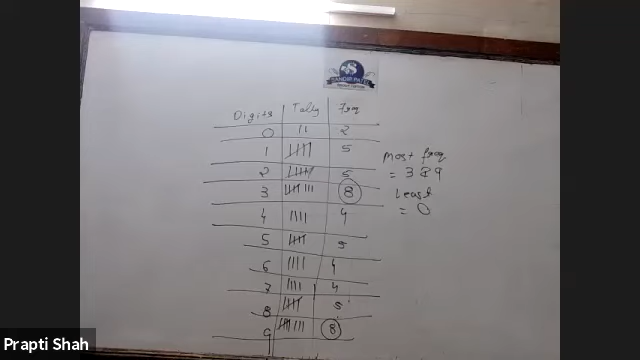 Digits Tally Freq
0 || 2
1 |||| 5
2 |||| 5
3 |||| ||| 8
4 |||| 4
5 |||| 5
6 |||| 4
7 |||| 4
8 |||| 5
9 |||| ||| 8
Most freq
= 3 & 9
Least
= 0
Prapti Shah